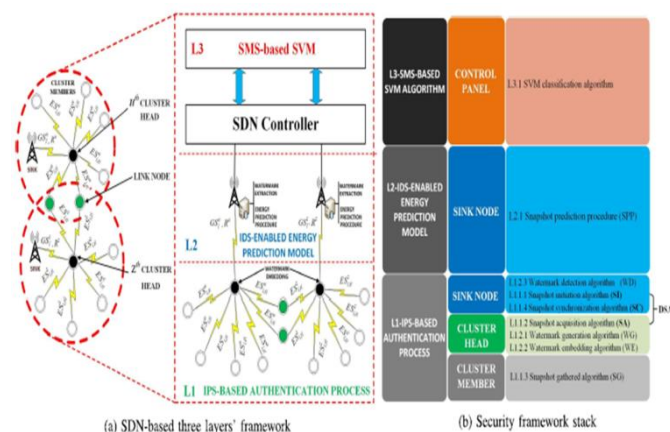 CLUSTER
MEMBERS
CLUSTER
HEAD
LINK NODE
SINK
SINK
CLUSTER
HEAD
L3 SMS-based SVM
SDN Controller
WATERMARK
EXTRACTION
ENERGY
PREDICTION
PROCEDURE
WATERMARK
EXTRACTION
ENERGY
PREDICTION
PROCEDURE
L2
IDS-ENABLED ENERGY
PREDICTION MODEL
WATERMARK
EMBEDDING
L1 IPS-BASED AUTHENTICATION PROCESS
(a) SDN-based three layers' framework
L3-SMS-BASED
SVM ALGORITHM
CONTROL
PANEL
L3.1 SVM classification algorithm
L2-IDS-ENABLED
ENERGY
PREDICTION
MODEL
SINK NODE
L2.1 Snapshot prediction procedure (SPP)
L1-IPS-BASED
AUTHENTICATION
PROCESS
SINK NODE
L1.2.3 Watermark detection algorithm (WD)
L1.1.1 Snapshot initiation algorithm (SI)
L1.1.4 Snapshot synchronization algorithm (SC)
CLUSTER
HEAD
L1.1.2 Snapshot acquisition algorithm (SA)
L1.2.1 Watermark generation algorithm (WG)
L1.2.2 Watermark embedding algorithm (WE)
CLUSTER
MEMBER
L1.1.3 Snapshot gathered algorithm (SG)
(b) Security framework stack